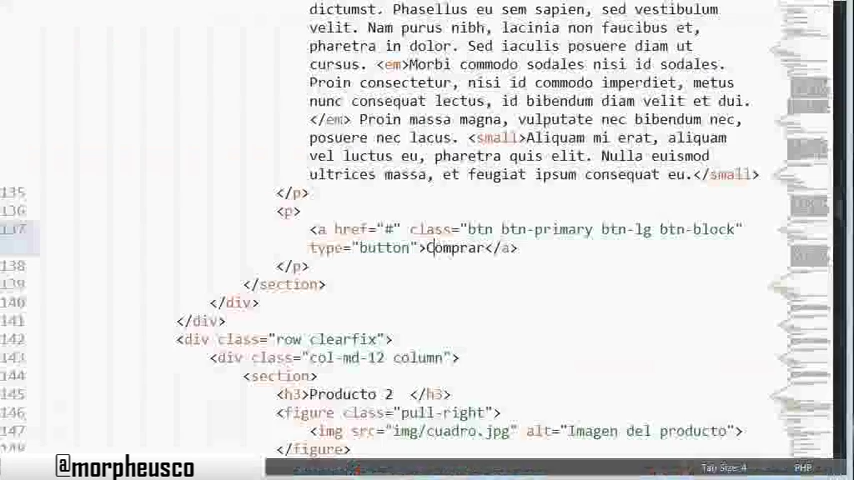 dictumst. Phasellus eu sem sapien, sed vestibulum
velit. Nam purus nibh, lacinia non faucibus et,
pharetra in dolor. Sed iaculis posuere diam ut
cursus. <em>Morbi commodo sodales nisi id sodales.
Proin consectetur, nisi id commodo imperdiet, metus
nunc consequat lectus, id bibendum diam velit et dui.
</em> Proin massa magna, vulputate nec bibendum nec,
posuere nec lacus. <small>Aliquam mi erat, aliquam
vel luctus eu, pharetra quis elit. Nulla euismod
ultrices massa, et feugiat ipsum consequat eu.</small>
135 </p>
136 <p>
137 <a href="#" class="btn btn-primary btn-lg btn-block"
type="button">Comprar</a>
138 </p>
139 </section>
140 </div>
141 </div>
142 <div class="row clearfix">
143 <div class="col-md-12 column">
144 <section>
145 <h3>Producto 2  </h3>
146 <figure class="pull-right">
147 <img src="img/cuadro.jpg" alt="Imagen del producto">
148 </figure>
@morpheusco
Tab Size: 4 PHP